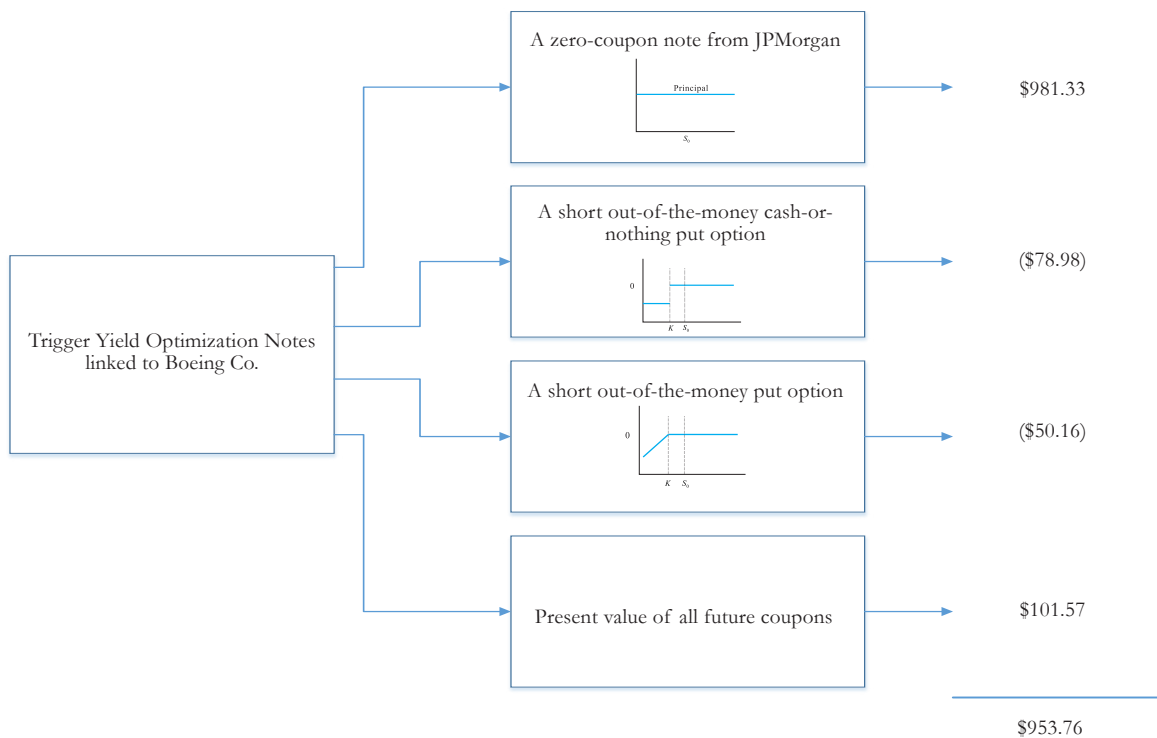 A zero-coupon note from JPMorgan
Principal
S₀
$981.33
A short out-of-the-money cash-or-
nothing put option
0
K S₀
($78.98)
Trigger Yield Optimization Notes
linked to Boeing Co.
A short out-of-the-money put option
0
K S₀
($50.16)
Present value of all future coupons
$101.57
$953.76